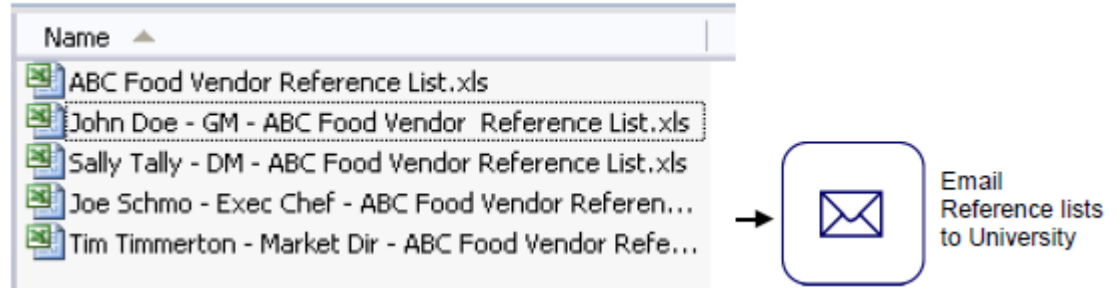 Name
ABC Food Vendor Reference List.xls
John Doe - GM - ABC Food Vendor  Reference List.xls
Sally Tally - DM - ABC Food Vendor Reference List.xls
Joe Schmo - Exec Chef - ABC Food Vendor Referen...
Tim Timmerton - Market Dir - ABC Food Vendor Refe...
Email
Reference lists
to University